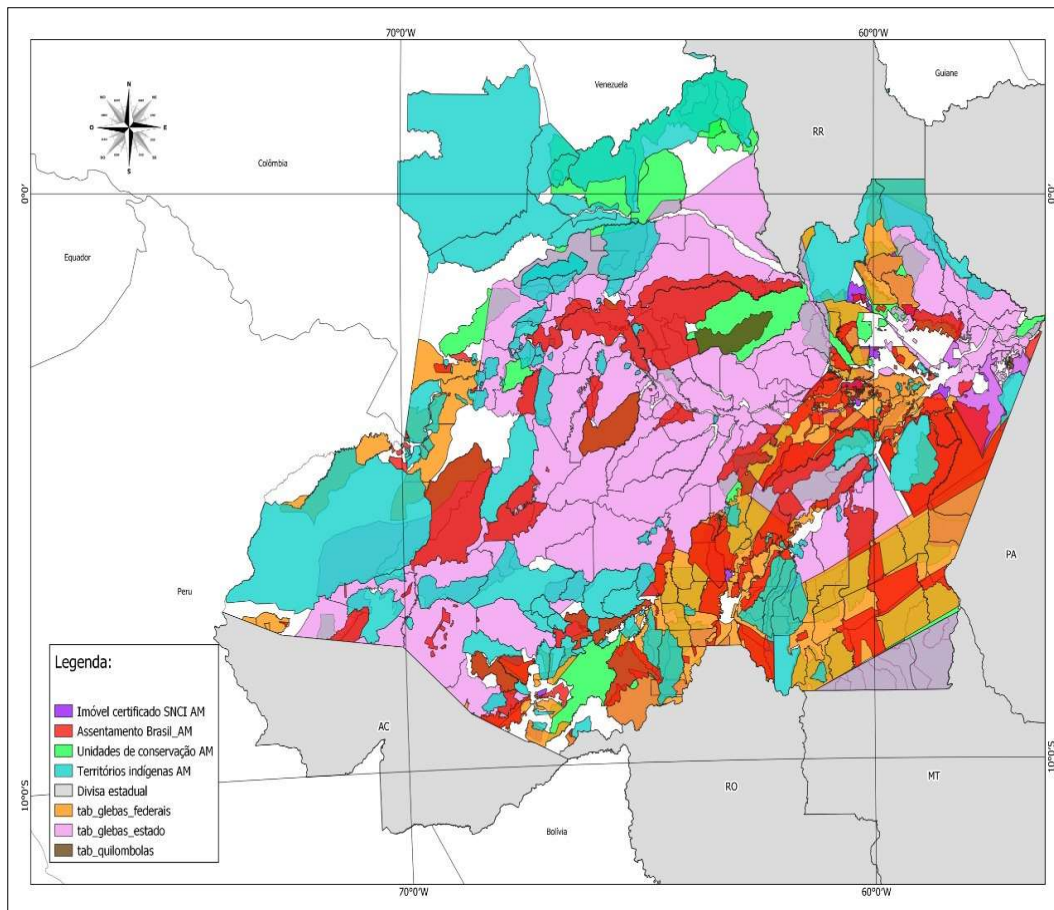 70°0'W
60°0'W
Venezuela
Guiane
N
O
E
S
RR
Colômbia
0°0'
0°0'
Equador
PA
Peru
Legenda:
Imóvel certificado SNCI AM
Assentamento Brasil_AM
Unidades de conservação AM
Territórios indígenas AM
Divisa estadual
tab_glebas_federais
tab_glebas_estado
tab_quilombolas
AC
RO
MT
10°0'S
10°0'S
Bolívia
70°0'W
60°0'W